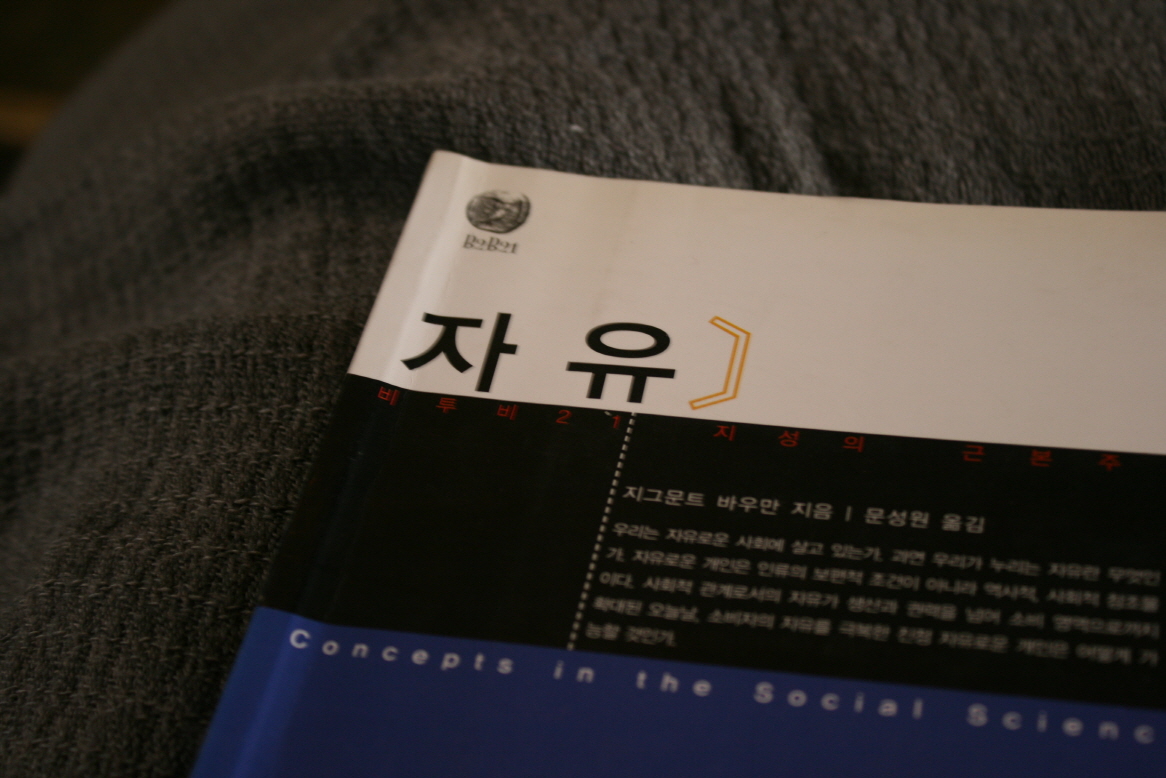 B2B21
자유
비투비21 지성의 근본주
지그문트 바우만 지음 | 문성원 옮김
우리는 자유로운 사회에 살고 있는가. 과연 우리가 누리는 자유란 무엇인
가. 자유로운 개인은 인류의 보편적 조건이 아니라 역사적, 사회적 창조물
이다. 사회적 관계로서의 자유가 생산과 권력을 넘어 소비 영역으로까지
확대된 오늘날, 소비자의 자유를 극복한 진정 자유로운 개인은 어떻게 가
능할 것인가.
Concepts in the Social Scienc